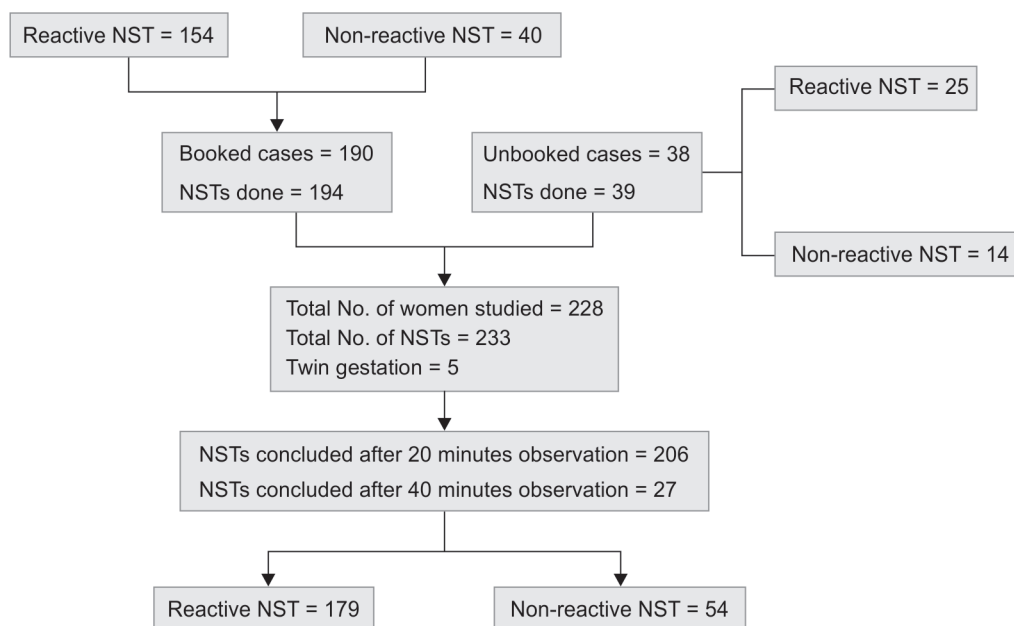 Reactive NST = 154
Non-reactive NST = 40
Reactive NST = 25
Booked cases = 190
NSTs done = 194
Unbooked cases = 38
NSTs done = 39
Non-reactive NST = 14
Total No. of women studied = 228
Total No. of NSTs = 233
Twin gestation = 5
NSTs concluded after 20 minutes observation = 206
NSTs concluded after 40 minutes observation = 27
Reactive NST = 179
Non-reactive NST = 54